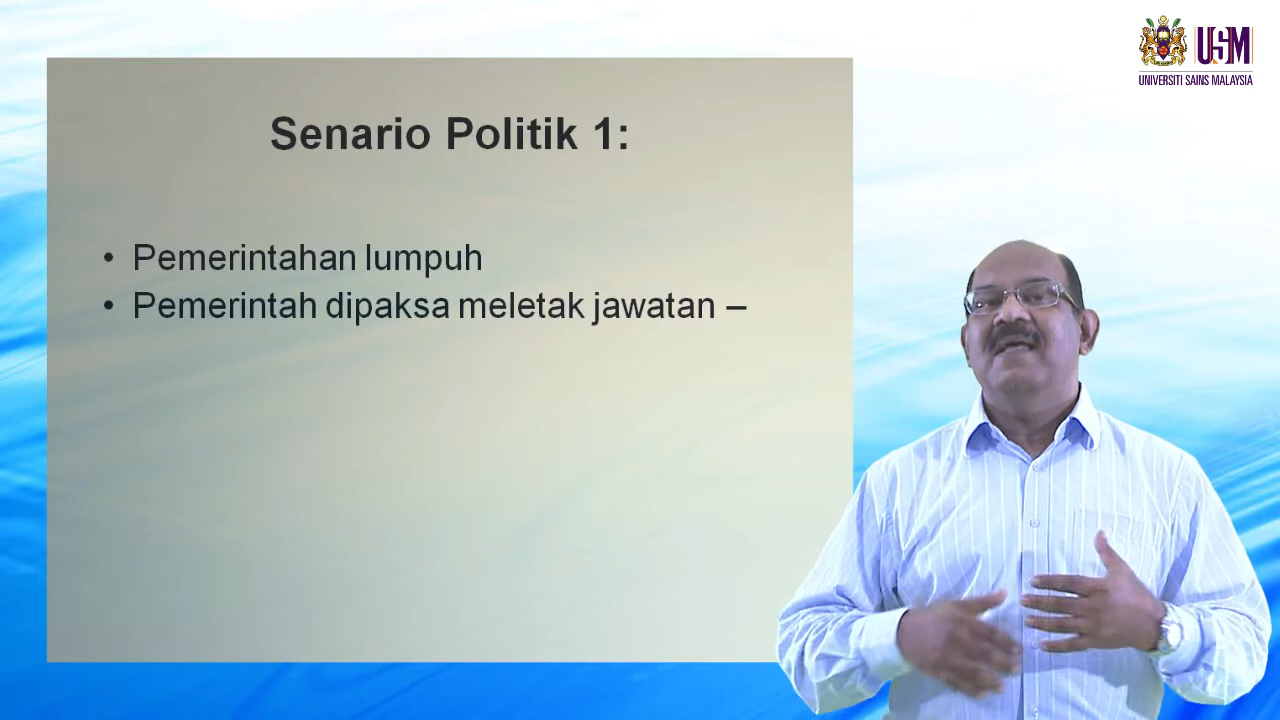 USM
UNIVERSITI SAINS MALAYSIA
Senario Politik 1:
• Pemerintahan lumpuh
• Pemerintah dipaksa meletak jawatan –